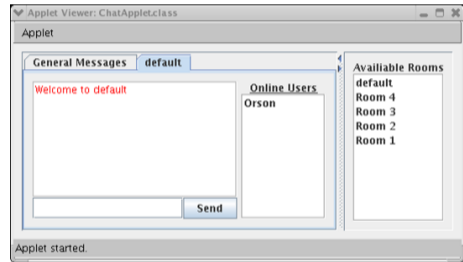 Applet Viewer: ChatApplet.class
Applet
General Messages
default
Welcome to default
Send
Online Users
Orson
Availiable Rooms
default
Room 4
Room 3
Room 2
Room 1
Applet started.